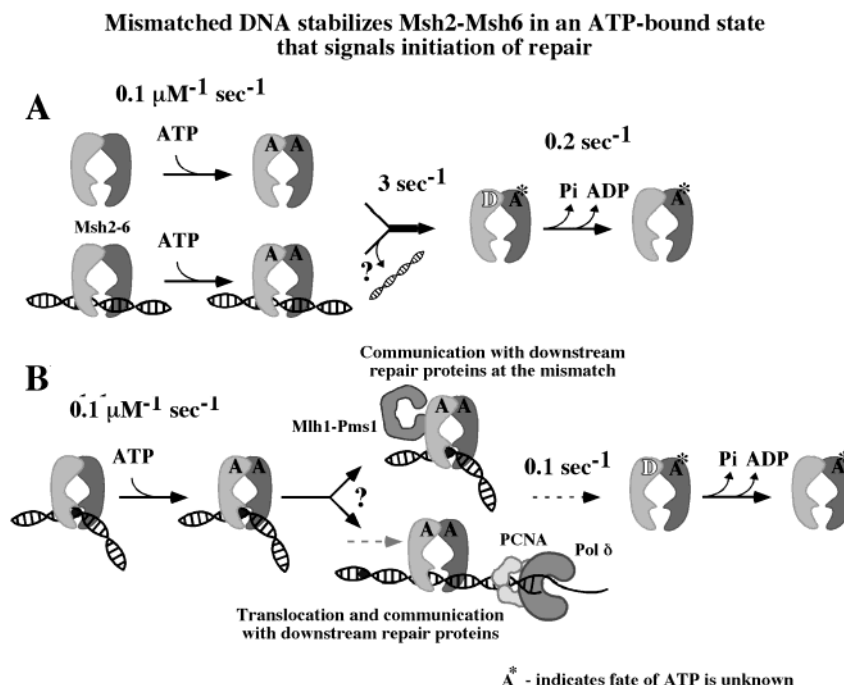 Mismatched DNA stabilizes Msh2-Msh6 in an ATP-bound state
that signals initiation of repair
A
0.1 μM⁻¹ sec⁻¹
ATP
A A
Msh2-6
ATP
A A
3 sec⁻¹
?
0.2 sec⁻¹
D A*
Pi ADP
A*
B
0.1 μM⁻¹ sec⁻¹
ATP
A A
?
Communication with downstream
repair proteins at the mismatch
Mlh1-Pms1
A A
A A
PCNA
Pol δ
Translocation and communication
with downstream repair proteins
0.1 sec⁻¹
D A*
Pi ADP
A*
A* - indicates fate of ATP is unknown